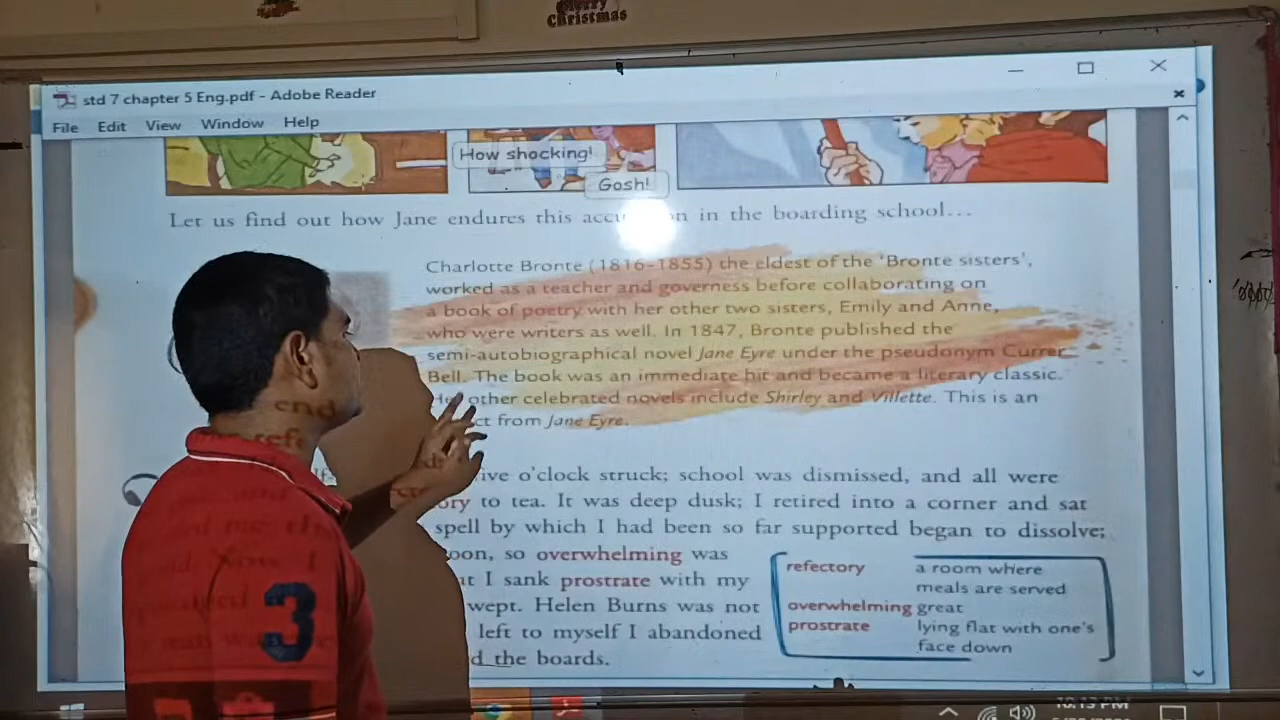 Merry
Christmas
std 7 chapter 5 Eng.pdf - Adobe Reader
File Edit View Window Help
How shocking!
Gosh!
Let us find out how Jane endures this in the boarding school...
Charlotte Bronte (1816-1855) the eldest of the 'Bronte sisters',
worked as a teacher and governess before collaborating on
a book of poetry with her other two sisters, Emily and Anne,
who were writers as well. In 1847, Bronte published the
semi-autobiographical novel Jane Eyre under the pseudonym Currer
Bell. The book was an immediate hit and became a literary classic.
other celebrated novels include Shirley and Villette. This is an
from Jane Eyre.
o'clock struck; school was dismissed, and all were
to tea. It was deep dusk; I retired into a corner and sat
spell by which I had been so far supported began to dissolve;
so overwhelming was
I sank prostrate with my
wept. Helen Burns was not
left to myself I abandoned
the boards.
refectory a room where
meals are served
overwhelming great
prostrate lying flat with one's
face down
3
10:13 PM